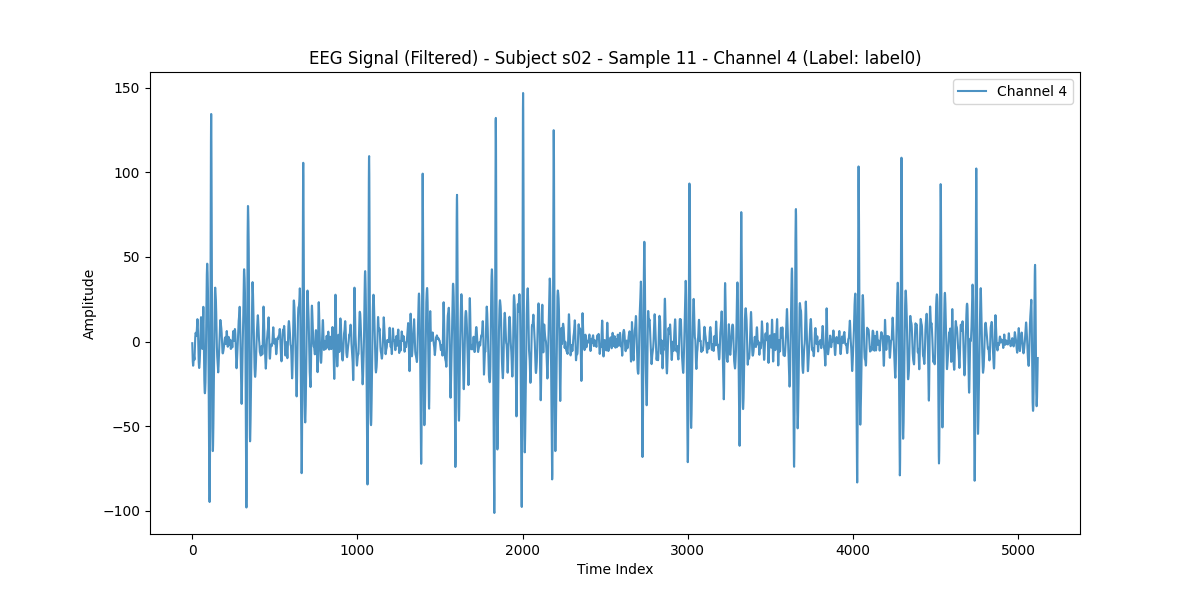 EEG Signal (Filtered) - Subject s02 - Sample 11 - Channel 4 (Label: label0)
Channel 4
150
100
50
0
−50
−100
Amplitude
0 1000 2000 3000 4000 5000
Time Index